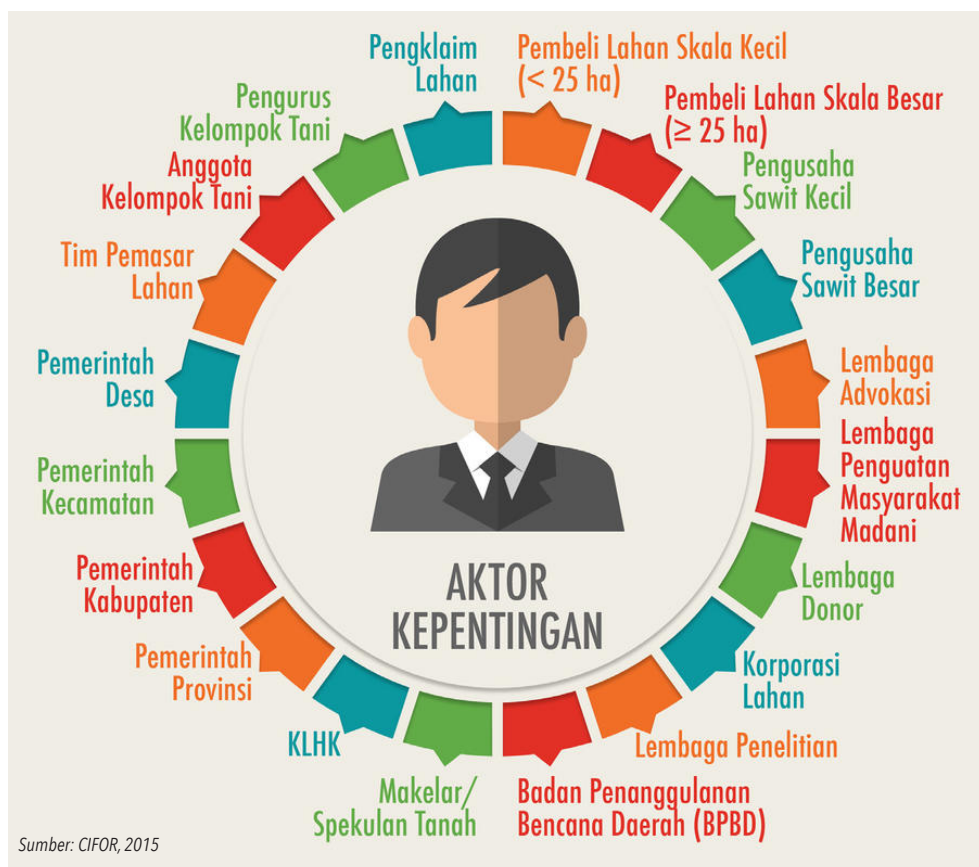 Pengklaim
Lahan
Pembeli Lahan Skala Kecil
(< 25 ha)
Pembeli Lahan Skala Besar
(≥ 25 ha)
Pengusaha
Sawit Kecil
Pengusaha
Sawit Besar
Lembaga
Advokasi
Lembaga
Penguatan
Masyarakat
Madani
Lembaga
Donor
Korporasi
Lahan
Lembaga Penelitian
Badan Penanggulanan
Bencana Daerah (BPBD)
Makelar/
Spekulan Tanah
KLHK
Pemerintah
Provinsi
Pemerintah
Kabupaten
Pemerintah
Kecamatan
Pemerintah
Desa
Tim Pemasar
Lahan
Anggota
Kelompok Tani
Pengurus
Kelompok Tani
AKTOR
KEPENTINGAN
Sumber: CIFOR, 2015